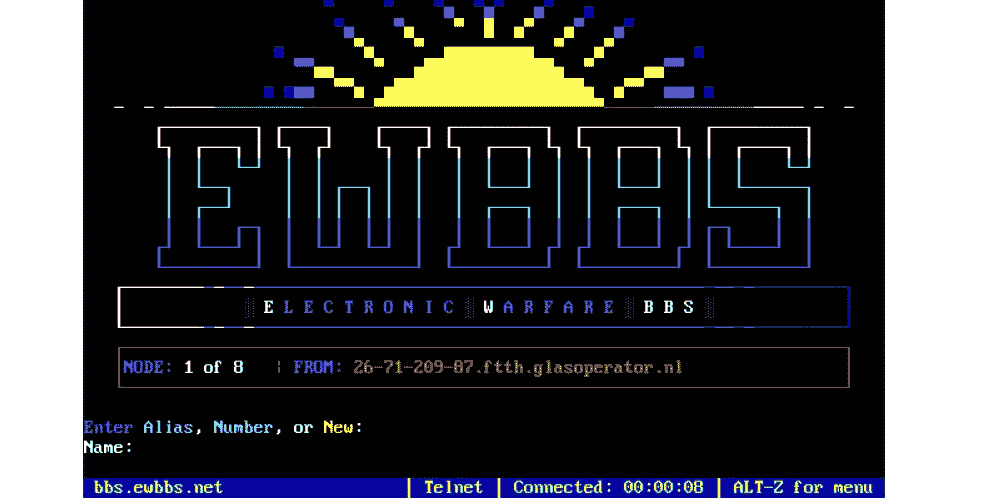 EWBBS
ELECTRONIC WARFARE BBS
NODE: 1 of 8 ¦ FROM: 26-71-209-87.ftth.glasoperator.nl
Enter Alias, Number, or New:
Name:
bbs.ewbbs.net | Telnet | Connected: 00:00:08 | ALT-Z for menu